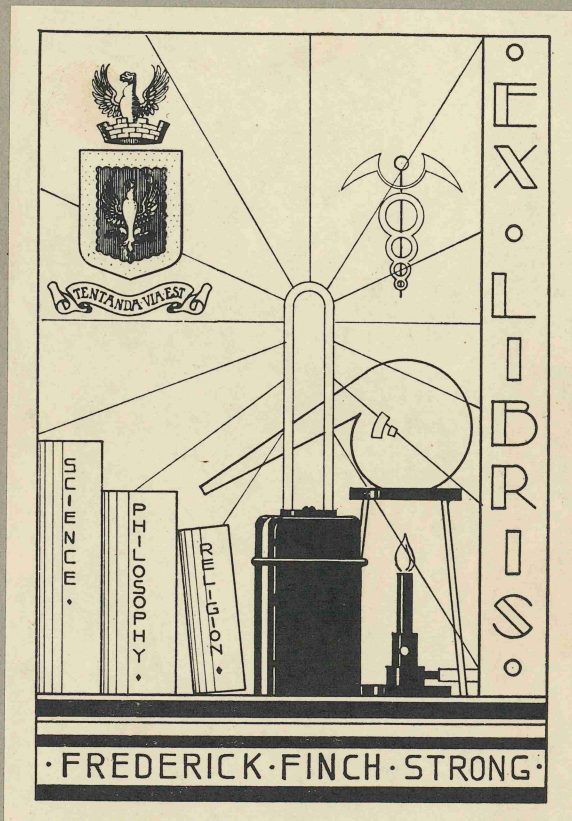 TENTANDA·VIA·EST
SCIENCE·
PHILOSOPHY·
RELIGION·
·EX·LIBRIS·
·FREDERICK·FINCH·STRONG·